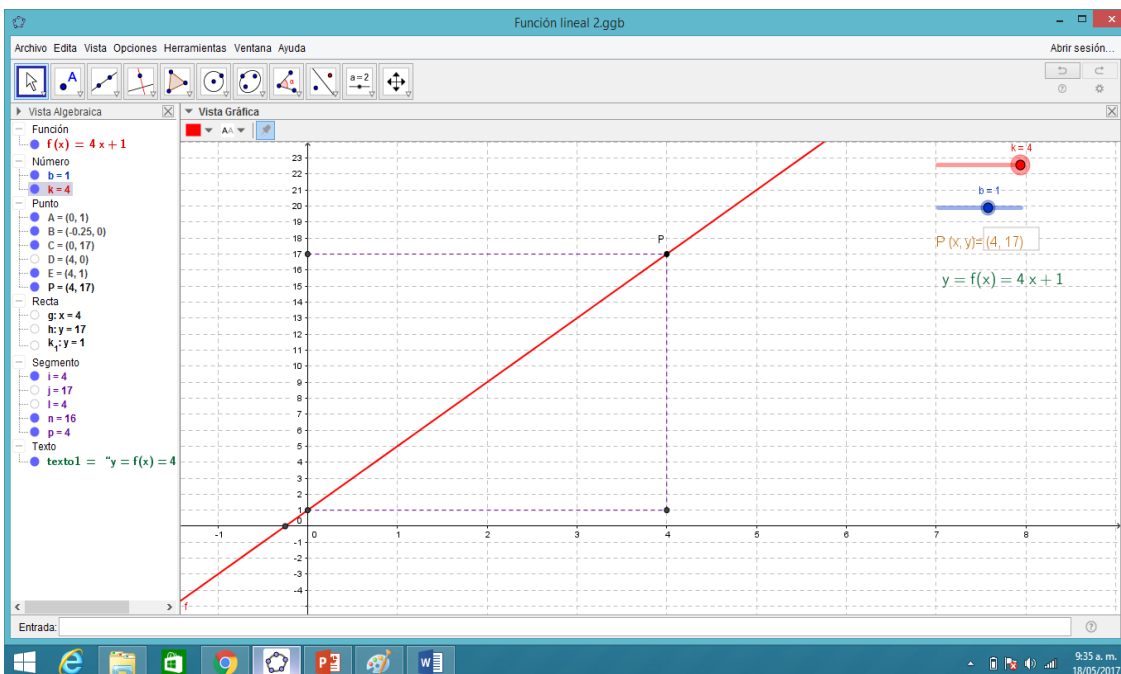 Función lineal 2.ggb
Archivo Edita Vista Opciones Herramientas Ventana Ayuda
Abrir sesión...
A
α
a=2
Vista Algebraica
Función
f(x) = 4 x + 1
Número
b = 1
k = 4
Punto
A = (0, 1)
B = (-0.25, 0)
C = (0, 17)
D = (4, 0)
E = (4, 1)
P = (4, 17)
Recta
g: x = 4
h: y = 17
k₁: y = 1
Segmento
i = 4
j = 17
l = 4
n = 16
p = 4
Texto
texto1 = “y = f(x) = 4
Vista Gráfica
AA
23
22
21
20
19
18
17
16
15
14
13
12
11
10
9
8
7
6
5
4
3
2
1
0
-1
-2
-3
-4
-1 0 1 2 3 4 5 6 7 8
P
f
k = 4
b = 1
P (x, y)= (4, 17)
y = f(x) = 4 x + 1
Entrada:
9:35 a. m.
18/05/2017